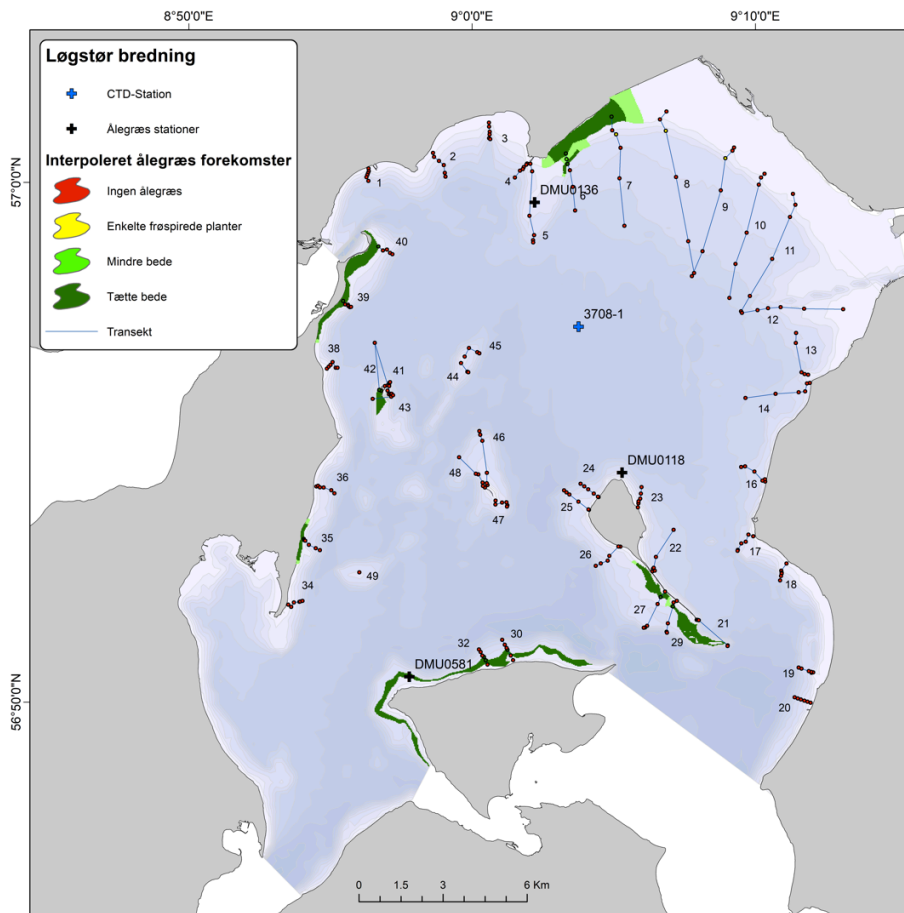 8°50'0"E
9°0'0"E
9°10'0"E
Løgstør bredning
CTD-Station
Ålegræs stationer
Interpoleret ålegræs forekomster
Ingen ålegræs
Enkelte frøspirede planter
Mindre bede
Tætte bede
Transekt
57°0'0"N
56°50'0"N
1
2
3
4
DMU0136
5
6
7
8
9
10
11
12
13
14
40
39
3708-1
38
42
41
43
45
44
46
48
47
36
35
34
49
24
DMU0118
25
23
26
22
27
29
21
16
17
18
19
20
32
30
DMU0581
0 1.5 3 6 Km